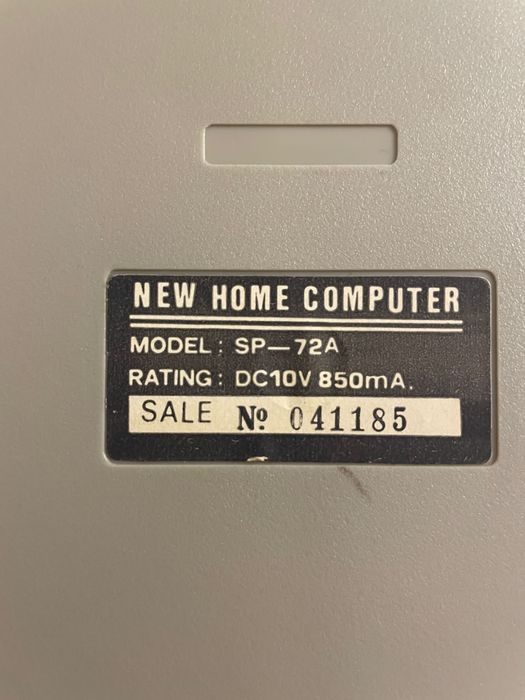 NEW HOME COMPUTER
MODEL : SP—72A
RATING : DC10V 850mA.
SALE Nº 041185